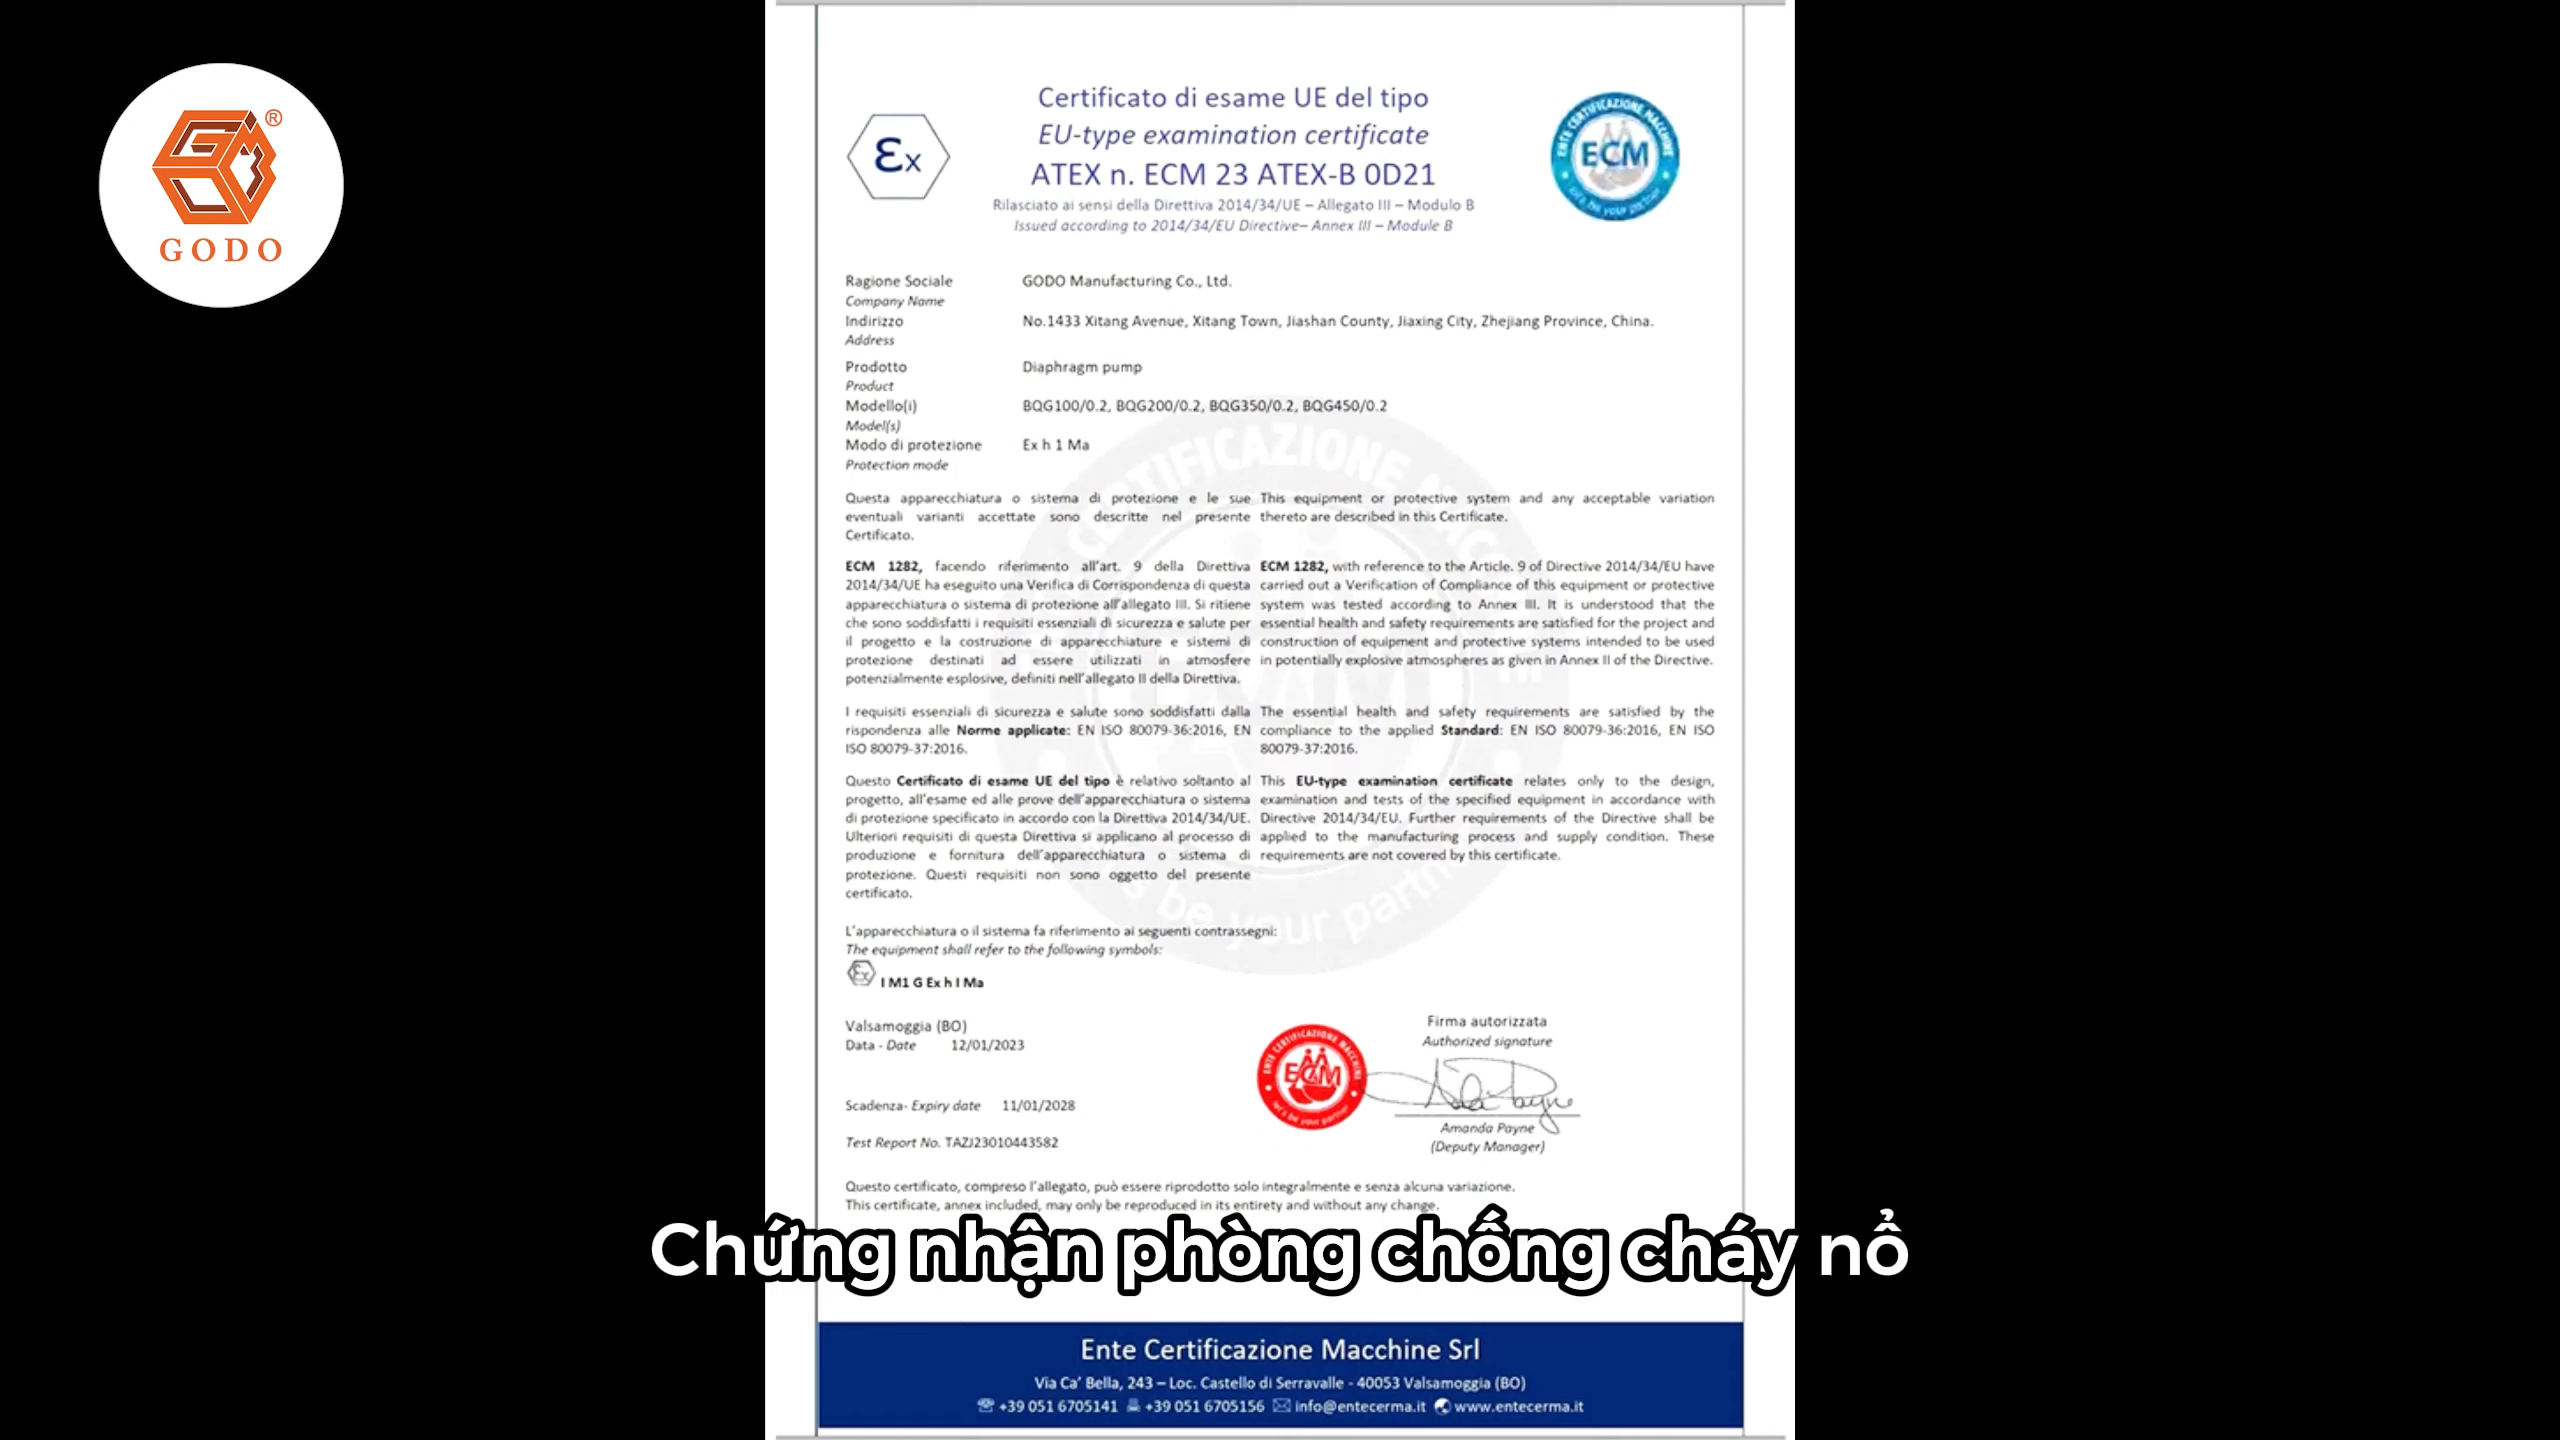 GODO
®
Certificato di esame UE del tipo
EU-type examination certificate
ATEX n. ECM 23 ATEX-B 0D21
Rilasciato ai sensi della Direttiva 2014/34/UE – Allegato III – Modulo B
Issued according to 2014/34/EU Directive– Annex III – Module B
Ɛx
ENTE CERTIFICAZIONE MACCHINE
ECM
let's be your partner
Ragione Sociale GODO Manufacturing Co., Ltd.
Company Name
Indirizzo No.1433 Xitang Avenue, Xitang Town, Jiashan County, Jiaxing City, Zhejiang Province, China.
Address
Prodotto Diaphragm pump
Product
Modello(i) BQG100/0.2, BQG200/0.2, BQG350/0.2, BQG450/0.2
Model(s)
Modo di protezione Ex h 1 Ma
Protection mode
Questa apparecchiatura o sistema di protezione e le sue
eventuali varianti accettate sono descritte nel presente
Certificato.
This equipment or protective system and any acceptable variation
thereto are described in this Certificate.
ECM 1282, facendo riferimento all'art. 9 della Direttiva
2014/34/UE ha eseguito una Verifica di Corrispondenza di questa
apparecchiatura o sistema di protezione all'allegato III. Si ritiene
che sono soddisfatti i requisiti essenziali di sicurezza e salute per
il progetto e la costruzione di apparecchiature e sistemi di
protezione destinati ad essere utilizzati in atmosfere
potenzialmente esplosive, definiti nell'allegato II della Direttiva.
ECM 1282, with reference to the Article. 9 of Directive 2014/34/EU have
carried out a Verification of Compliance of this equipment or protective
system was tested according to Annex III. It is understood that the
essential health and safety requirements are satisfied for the project and
construction of equipment and protective systems intended to be used
in potentially explosive atmospheres as given in Annex II of the Directive.
I requisiti essenziali di sicurezza e salute sono soddisfatti dalla
rispondenza alle Norme applicate: EN ISO 80079-36:2016, EN
ISO 80079-37:2016.
The essential health and safety requirements are satisfied by the
compliance to the applied Standard: EN ISO 80079-36:2016, EN ISO
80079-37:2016.
Questo Certificato di esame UE del tipo è relativo soltanto al
progetto, all'esame ed alle prove dell'apparecchiatura o sistema
di protezione specificato in accordo con la Direttiva 2014/34/UE.
Ulteriori requisiti di questa Direttiva si applicano al processo di
produzione e fornitura dell'apparecchiatura o sistema di
protezione. Questi requisiti non sono oggetto del presente
certificato.
This EU-type examination certificate relates only to the design,
examination and tests of the specified equipment in accordance with
Directive 2014/34/EU. Further requirements of the Directive shall be
applied to the manufacturing process and supply condition. These
requirements are not covered by this certificate.
L'apparecchiatura o il sistema fa riferimento ai seguenti contrassegni:
The equipment shall refer to the following symbols:
Ɛx I M1 G Ex h I Ma
Valsamoggia (BO)
Data - Date 12/01/2023
Scadenza- Expiry date 11/01/2028
Test Report No. TAZJ23010443582
ENTE CERTIFICAZIONE MACCHINE
ECM
let's be your partner
Firma autorizzata
Authorized signature
Amanda Payne
(Deputy Manager)
Questo certificato, compreso l'allegato, può essere riprodotto solo integralmente e senza alcuna variazione.
This certificate, annex included, may only be reproduced in its entirety and without any change.
Chứng nhận phòng chống cháy nổ
Ente Certificazione Macchine Srl
Via Ca' Bella, 243 – Loc. Castello di Serravalle - 40053 Valsamoggia (BO)
+39 051 6705141 +39 051 6705156 info@entecerma.it www.entecerma.it